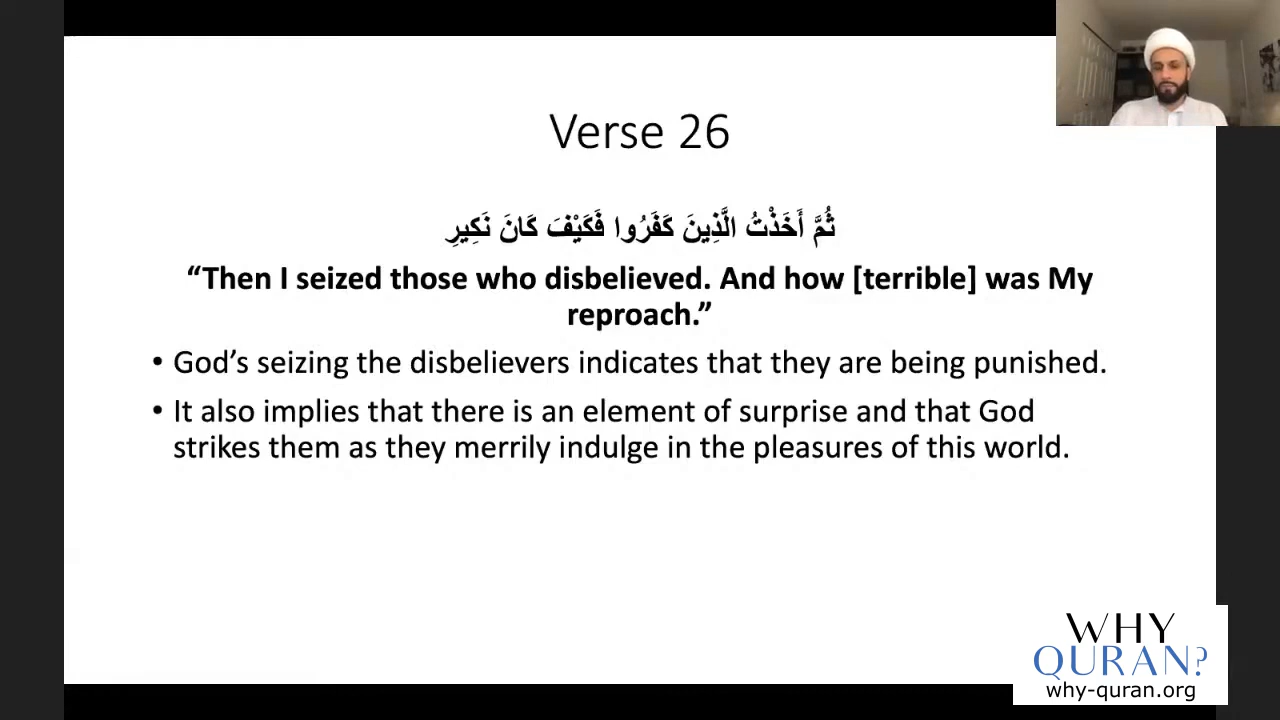 Verse 26
ثُمَّ أَخَذْتُ الَّذِينَ كَفَرُوا فَكَيْفَ كَانَ نَكِيرِ
“Then I seized those who disbelieved. And how [terrible] was My
reproach.”
• God’s seizing the disbelievers indicates that they are being punished.
• It also implies that there is an element of surprise and that God
strikes them as they merrily indulge in the pleasures of this world.
WHY
QURAN?
why-quran.org